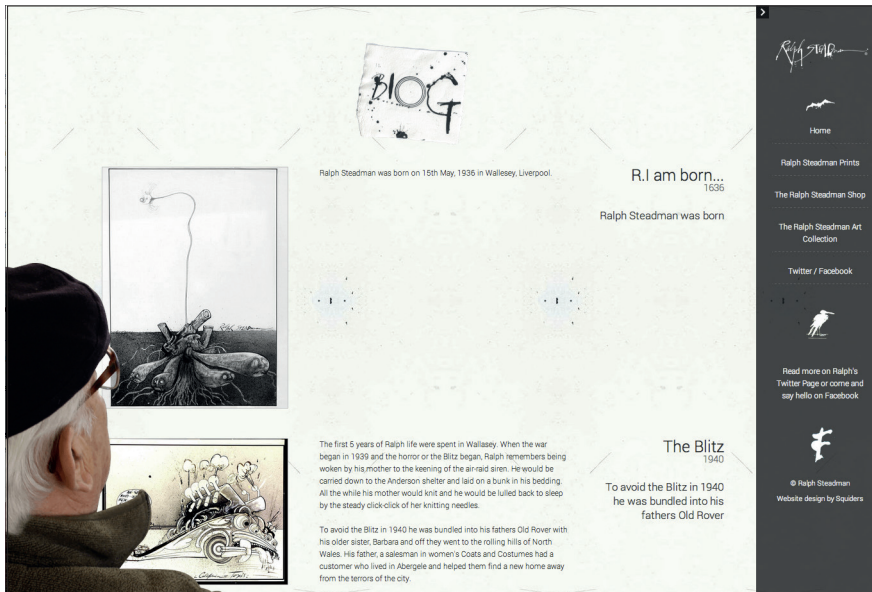 BlOG
Ralph Steadman was born on 15th May, 1936 in Wallesey, Liverpool.
R.I am born...
1636
Ralph Steadman was born
The first 5 years of Ralph life were spent in Wallasey. When the war
began in 1939 and the horror or the Blitz began, Ralph remembers being
woken by his mother to the keening of the air-raid siren. He would be
carried down to the Anderson shelter and laid on a bunk in his bedding.
All the while his mother would knit and he would be lulled back to sleep
by the steady click-click of her knitting needles.
To avoid the Blitz in 1940 he was bundled into his fathers Old Rover with
his older sister, Barbara and off they went to the rolling hills of North
Wales. His father, a salesman in women's Coats and Costumes had a
customer who lived in Abergele and helped them find a new home away
from the terrors of the city.
The Blitz
1940
To avoid the Blitz in 1940
he was bundled into his
fathers Old Rover
Ralph STEADman
Home
Ralph Steadman Prints
The Ralph Steadman Shop
The Ralph Steadman Art
Collection
Twitter / Facebook
Read more on Ralph's
Twitter Page or come and
say hello on Facebook
© Ralph Steadman
Website design by Squiders